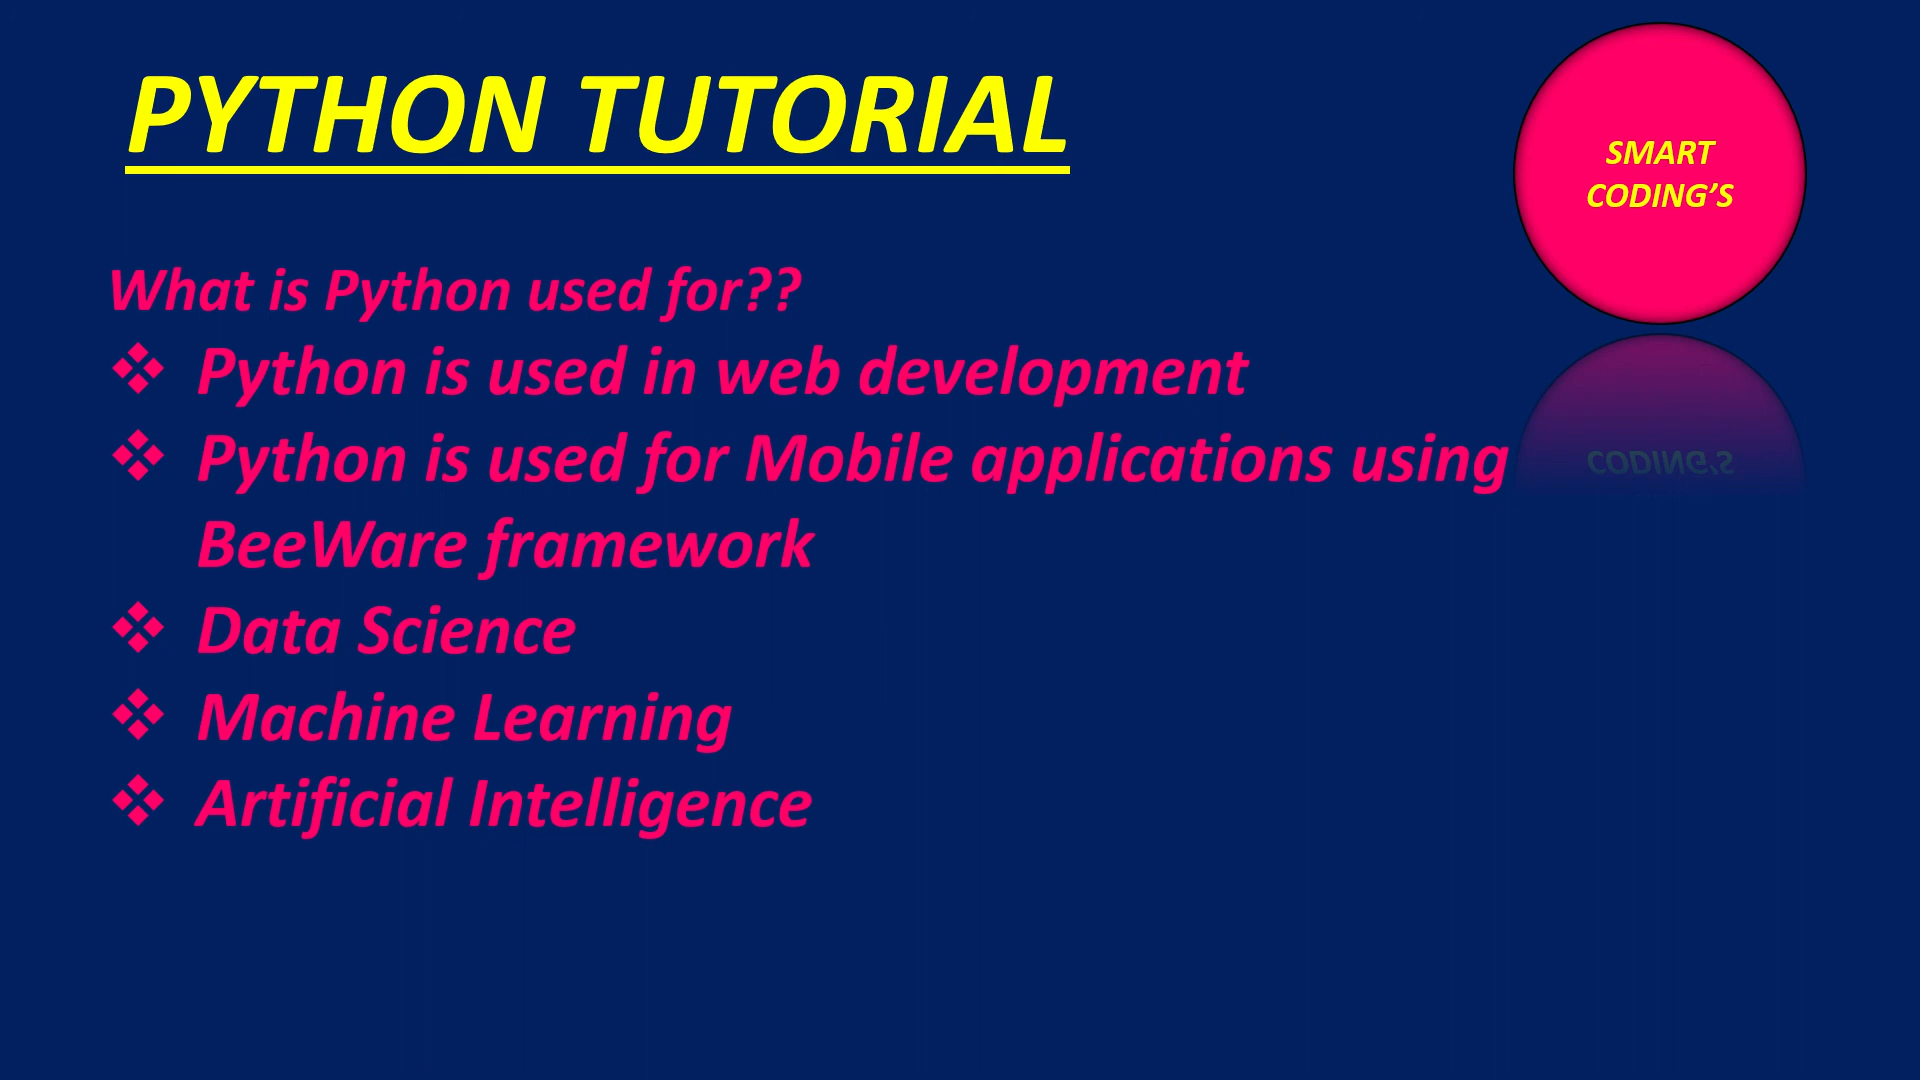 PYTHON TUTORIAL
SMART
CODING’S
What is Python used for??
❖ Python is used in web development
❖ Python is used for Mobile applications using
BeeWare framework
❖ Data Science
❖ Machine Learning
❖ Artificial Intelligence
CODING’S